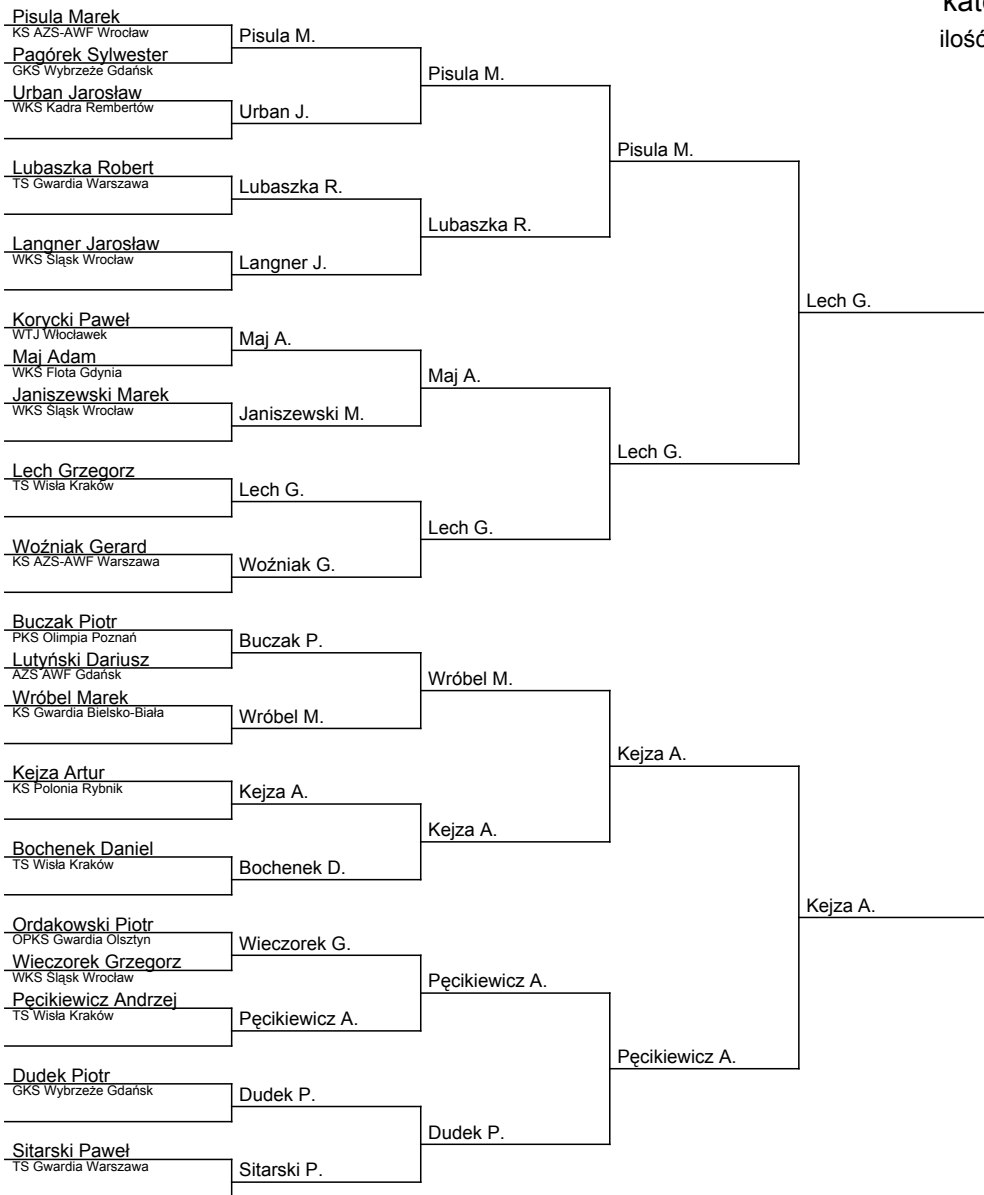 kate
ilość
Pisula Marek
KS AZS-AWF Wrocław
Pagórek Sylwester
GKS Wybrzeże Gdańsk
Urban Jarosław
WKS Kadra Rembertów
Lubaszka Robert
TS Gwardia Warszawa
Langner Jarosław
WKS Śląsk Wrocław
Korycki Paweł
WTJ Włocławek
Maj Adam
WKS Flota Gdynia
Janiszewski Marek
WKS Śląsk Wrocław
Lech Grzegorz
TS Wisła Kraków
Woźniak Gerard
KS AZS-AWF Warszawa
Buczak Piotr
PKS Olimpia Poznań
Lutyński Dariusz
AZS AWF Gdańsk
Wróbel Marek
KS Gwardia Bielsko-Biała
Kejza Artur
KS Polonia Rybnik
Bochenek Daniel
TS Wisła Kraków
Ordakowski Piotr
OPKS Gwardia Olsztyn
Wieczorek Grzegorz
WKS Śląsk Wrocław
Pęcikiewicz Andrzej
TS Wisła Kraków
Dudek Piotr
GKS Wybrzeże Gdańsk
Sitarski Paweł
TS Gwardia Warszawa
Pisula M.
Urban J.
Lubaszka R.
Langner J.
Maj A.
Janiszewski M.
Lech G.
Woźniak G.
Buczak P.
Wróbel M.
Kejza A.
Bochenek D.
Wieczorek G.
Pęcikiewicz A.
Dudek P.
Sitarski P.
Pisula M.
Lubaszka R.
Maj A.
Lech G.
Wróbel M.
Kejza A.
Pęcikiewicz A.
Dudek P.
Pisula M.
Lech G.
Kejza A.
Pęcikiewicz A.
Lech G.
Kejza A.